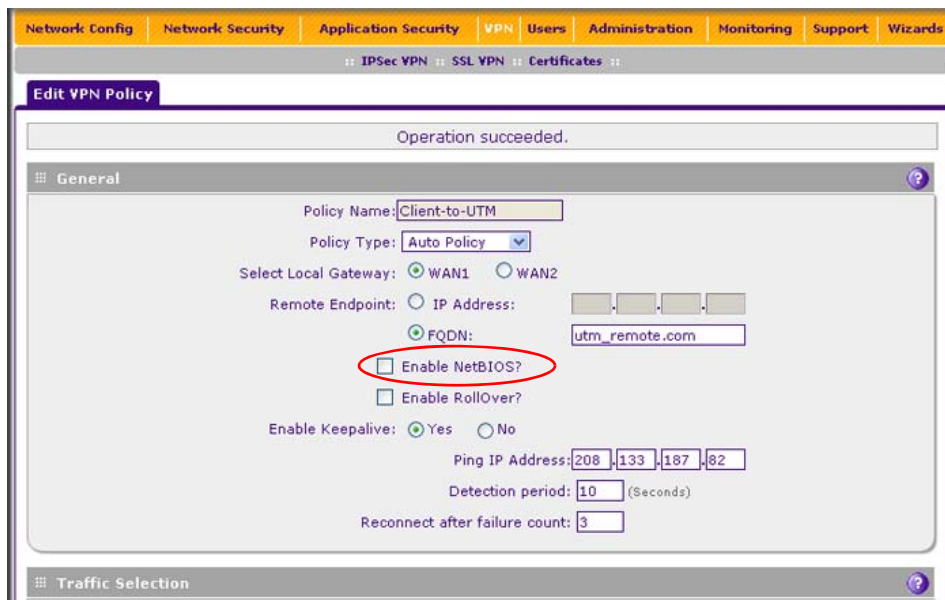 Network Config Network Security Application Security VPN Users Administration Monitoring Support Wizards
:: IPSec VPN :: SSL VPN :: Certificates ::
Edit VPN Policy
Operation succeeded.
General
Policy Name: Client-to-UTM
Policy Type: Auto Policy
Select Local Gateway: WAN1 WAN2
Remote Endpoint: IP Address: . . .
FQDN: utm_remote.com
Enable NetBIOS?
Enable RollOver?
Enable Keepalive: Yes No
Ping IP Address: 208 . 133 . 187 . 82
Detection period: 10 (Seconds)
Reconnect after failure count: 3
Traffic Selection